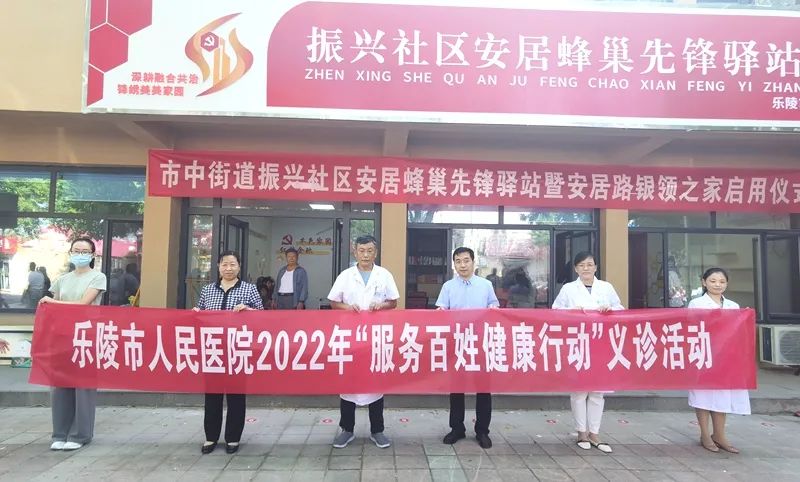 振兴社区安居蜂巢先锋驿站
ZHEN XING SHE QU AN JU FENG CHAO XIAN FENG YI ZHAN
深耕融合共治
锦绣美美家园
乐陵
市中街道振兴社区安居蜂巢先锋驿站暨安居路银领之家启用仪式
乐陵市人民医院2022年“服务百姓健康行动”义诊活动